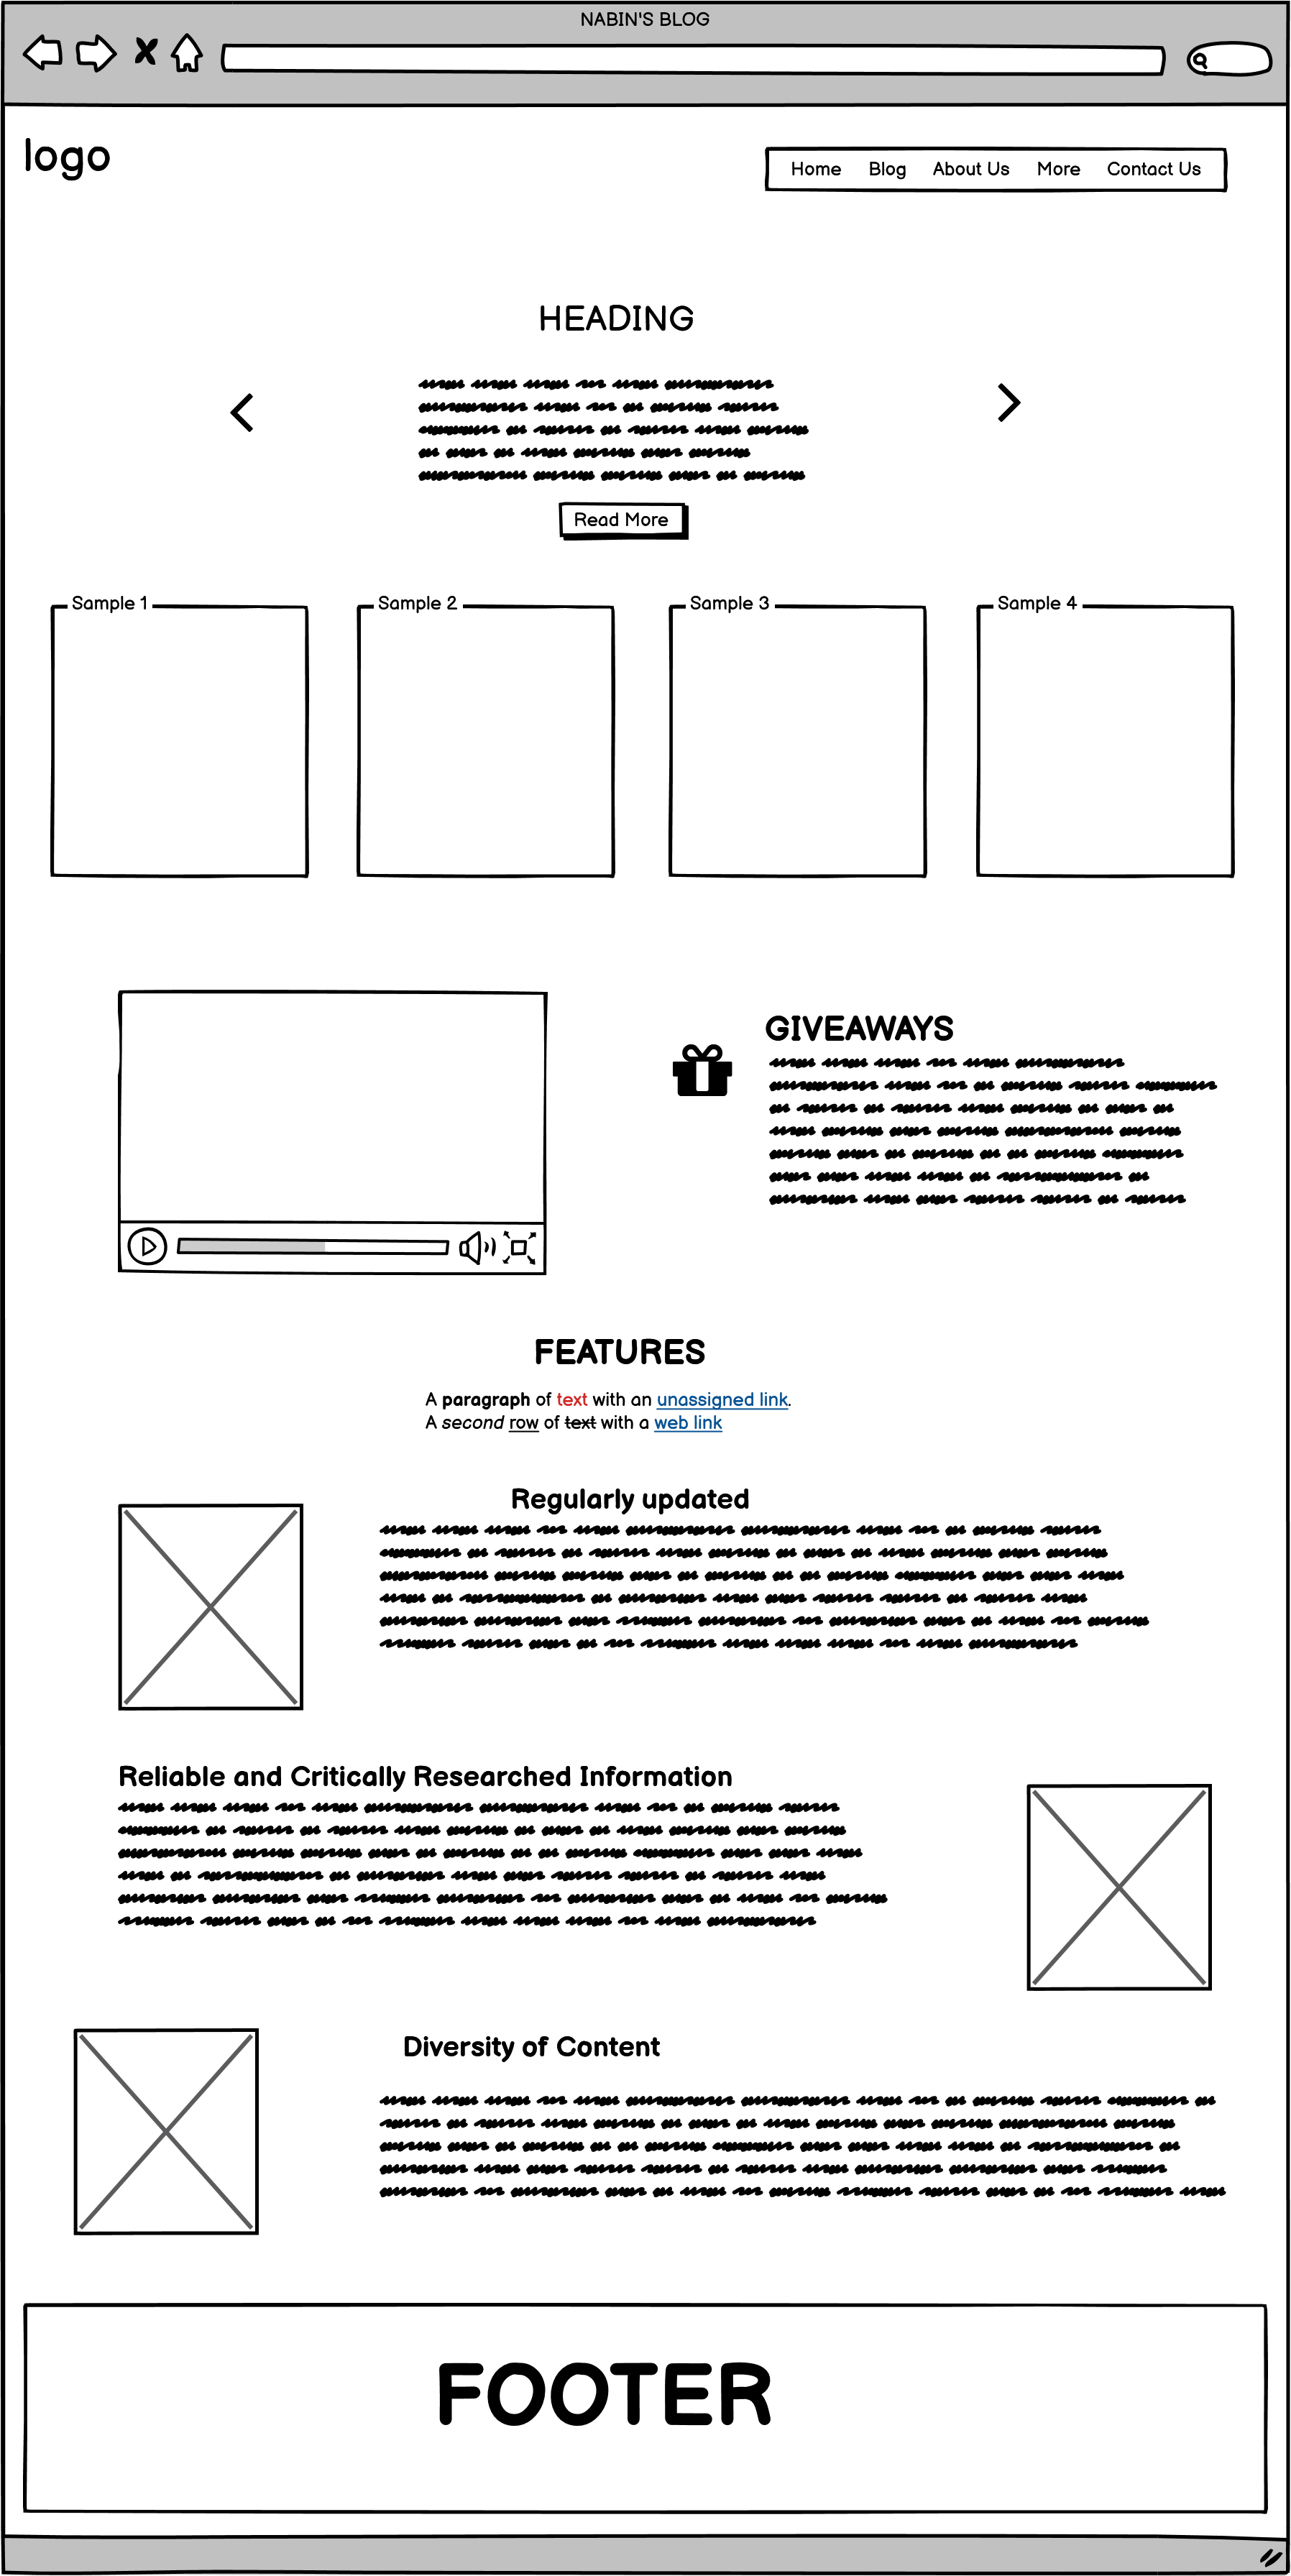 NABIN'S BLOG
logo
Home Blog About Us More Contact Us
HEADING
Read More
Sample 1 Sample 2 Sample 3 Sample 4
GIVEAWAYS
FEATURES
A paragraph of text with an unassigned link.
A second row of text with a web link
Regularly updated
Reliable and Critically Researched Information
Diversity of Content
FOOTER